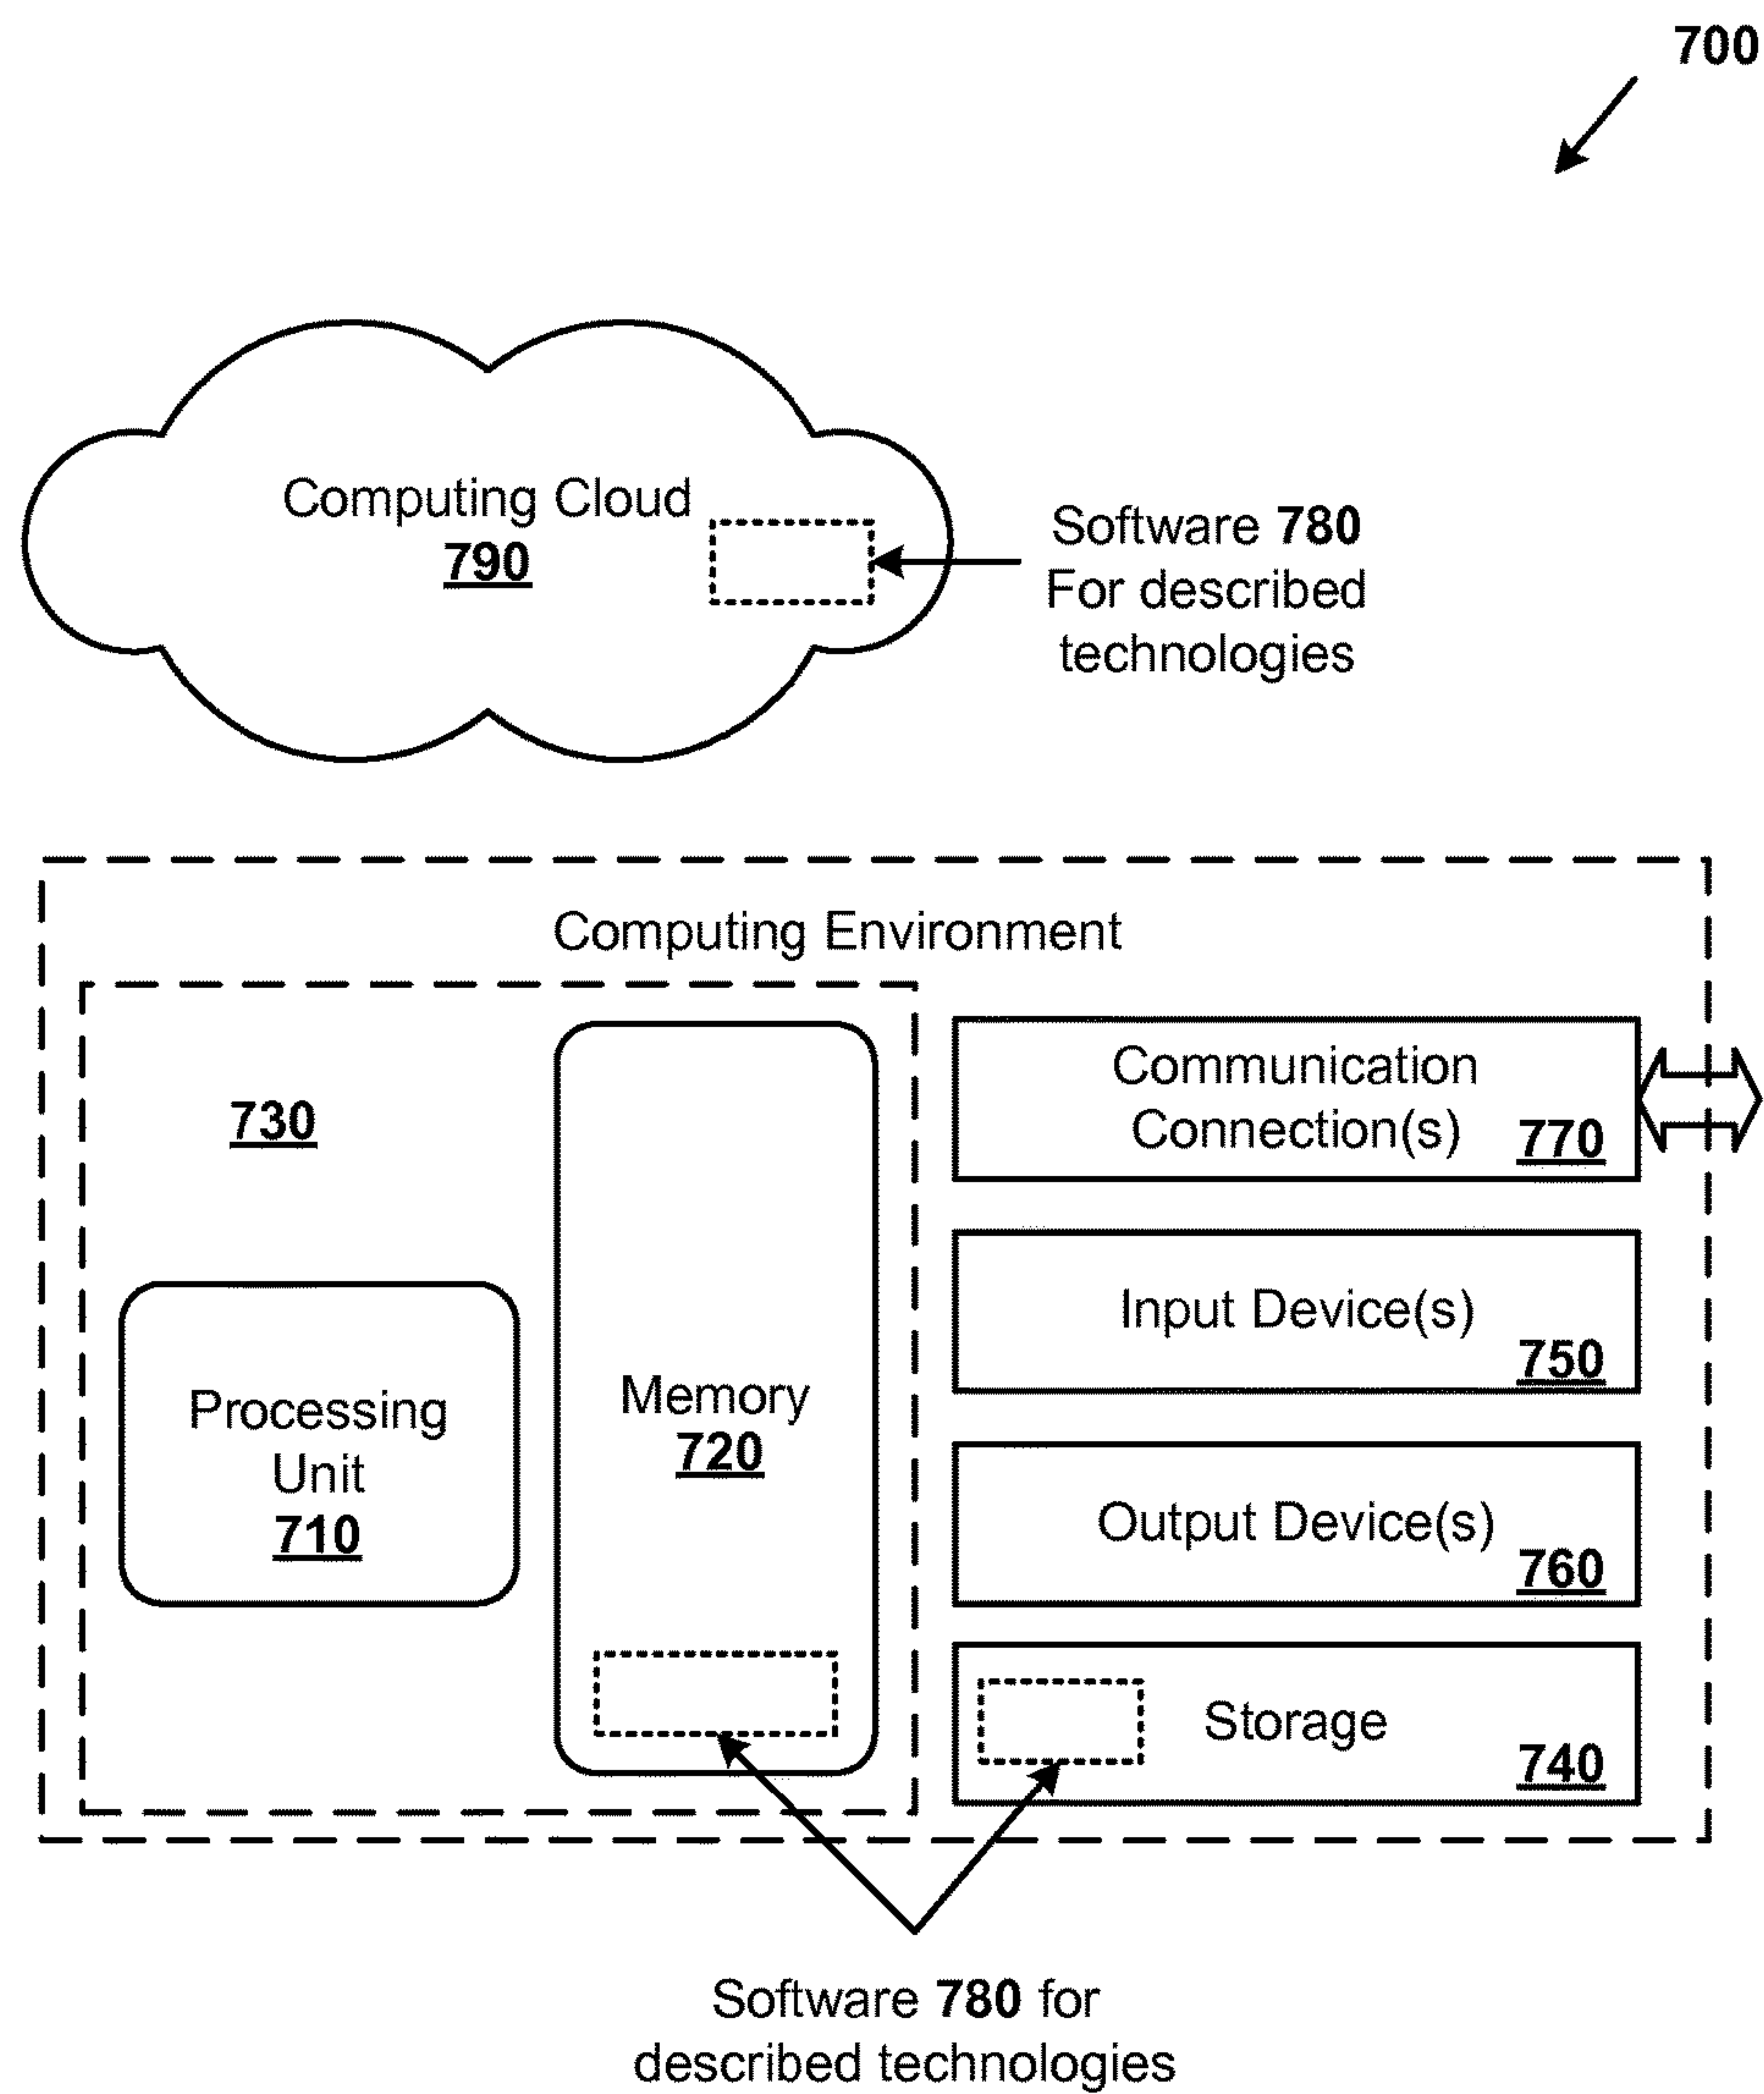 700
Computing Cloud
790
Software 780
For described
technologies
Computing Environment
730
Processing
Unit
710
Memory
720
Communication
Connection(s)
770
Input Device(s)
750
Output Device(s)
760
Storage
740
Software 780 for
described technologies